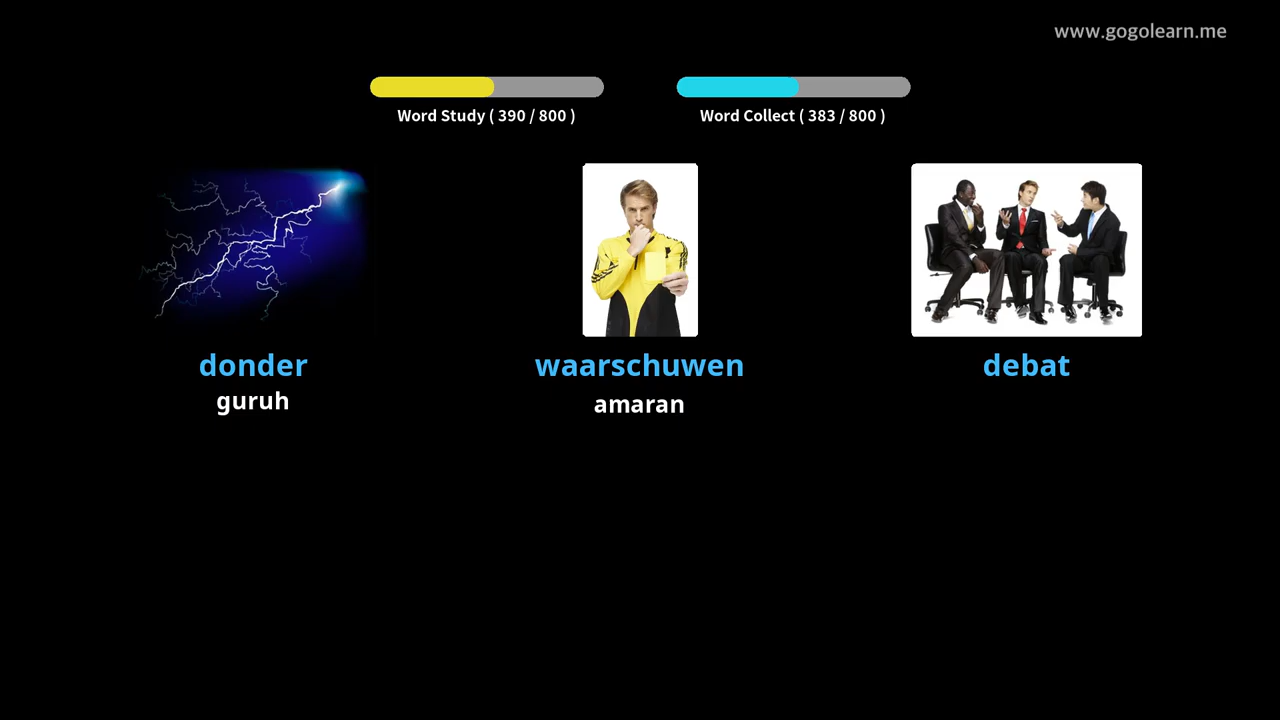 www.gogolearn.me
Word Study ( 390 / 800 )
Word Collect ( 383 / 800 )
donder
guruh
waarschuwen
amaran
debat